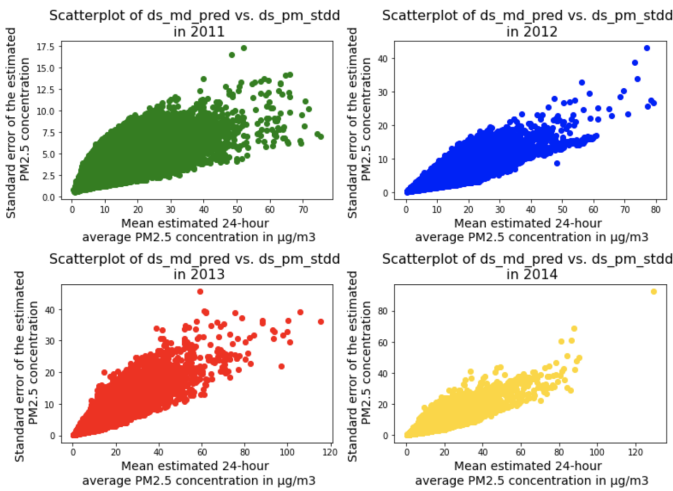 Scatterplot of ds_md_pred vs. ds_pm_stdd
in 2011
Standard error of the estimated
PM2.5 concentration
17.5
15.0
12.5
10.0
7.5
5.0
2.5
0.0
0 10 20 30 40 50 60 70
Mean estimated 24-hour
average PM2.5 concentration in µg/m3
Scatterplot of ds_md_pred vs. ds_pm_stdd
in 2012
Standard error of the estimated
PM2.5 concentration
40
30
20
10
0
0 10 20 30 40 50 60 70 80
Mean estimated 24-hour
average PM2.5 concentration in µg/m3
Scatterplot of ds_md_pred vs. ds_pm_stdd
in 2013
Standard error of the estimated
PM2.5 concentration
40
30
20
10
0
0 20 40 60 80 100 120
Mean estimated 24-hour
average PM2.5 concentration in µg/m3
Scatterplot of ds_md_pred vs. ds_pm_stdd
in 2014
Standard error of the estimated
PM2.5 concentration
80
60
40
20
0
0 20 40 60 80 100 120
Mean estimated 24-hour
average PM2.5 concentration in µg/m3